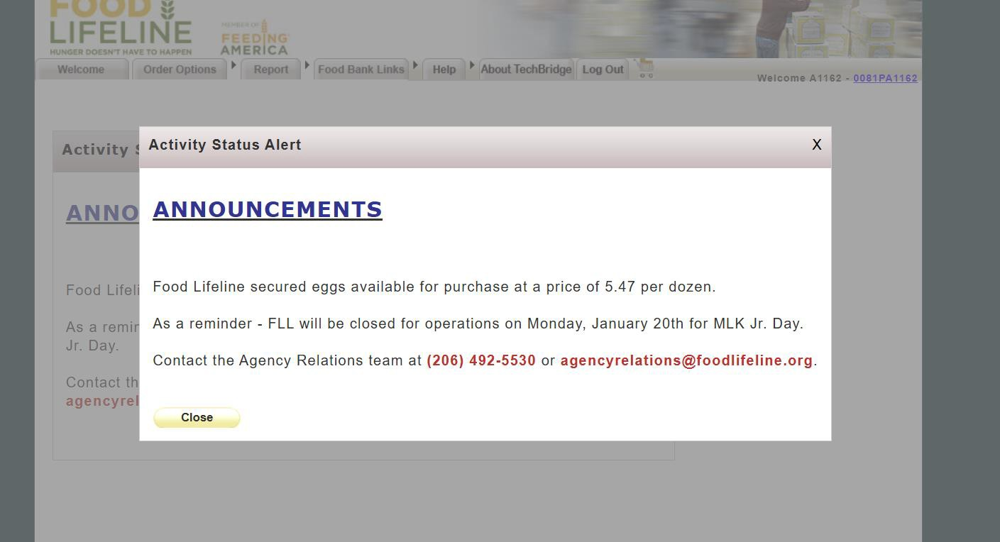 FOOD
LIFELINE
HUNGER DOESN'T HAVE TO HAPPEN
MEMBER OF
FEEDING
AMERICA
Welcome
Order Options
Report
Food Bank Links
Help
About TechBridge
Log Out
Welcome A1162 - 0081PA1162
Activity S
Activity Status Alert
X
ANNO
ANNOUNCEMENTS
Food Lifeli
Food Lifeline secured eggs available for purchase at a price of 5.47 per dozen.
As a remin
Jr. Day.
As a reminder - FLL will be closed for operations on Monday, January 20th for MLK Jr. Day.
Contact th
agencyrel
Contact the Agency Relations team at (206) 492-5530 or agencyrelations@foodlifeline.org.
Close